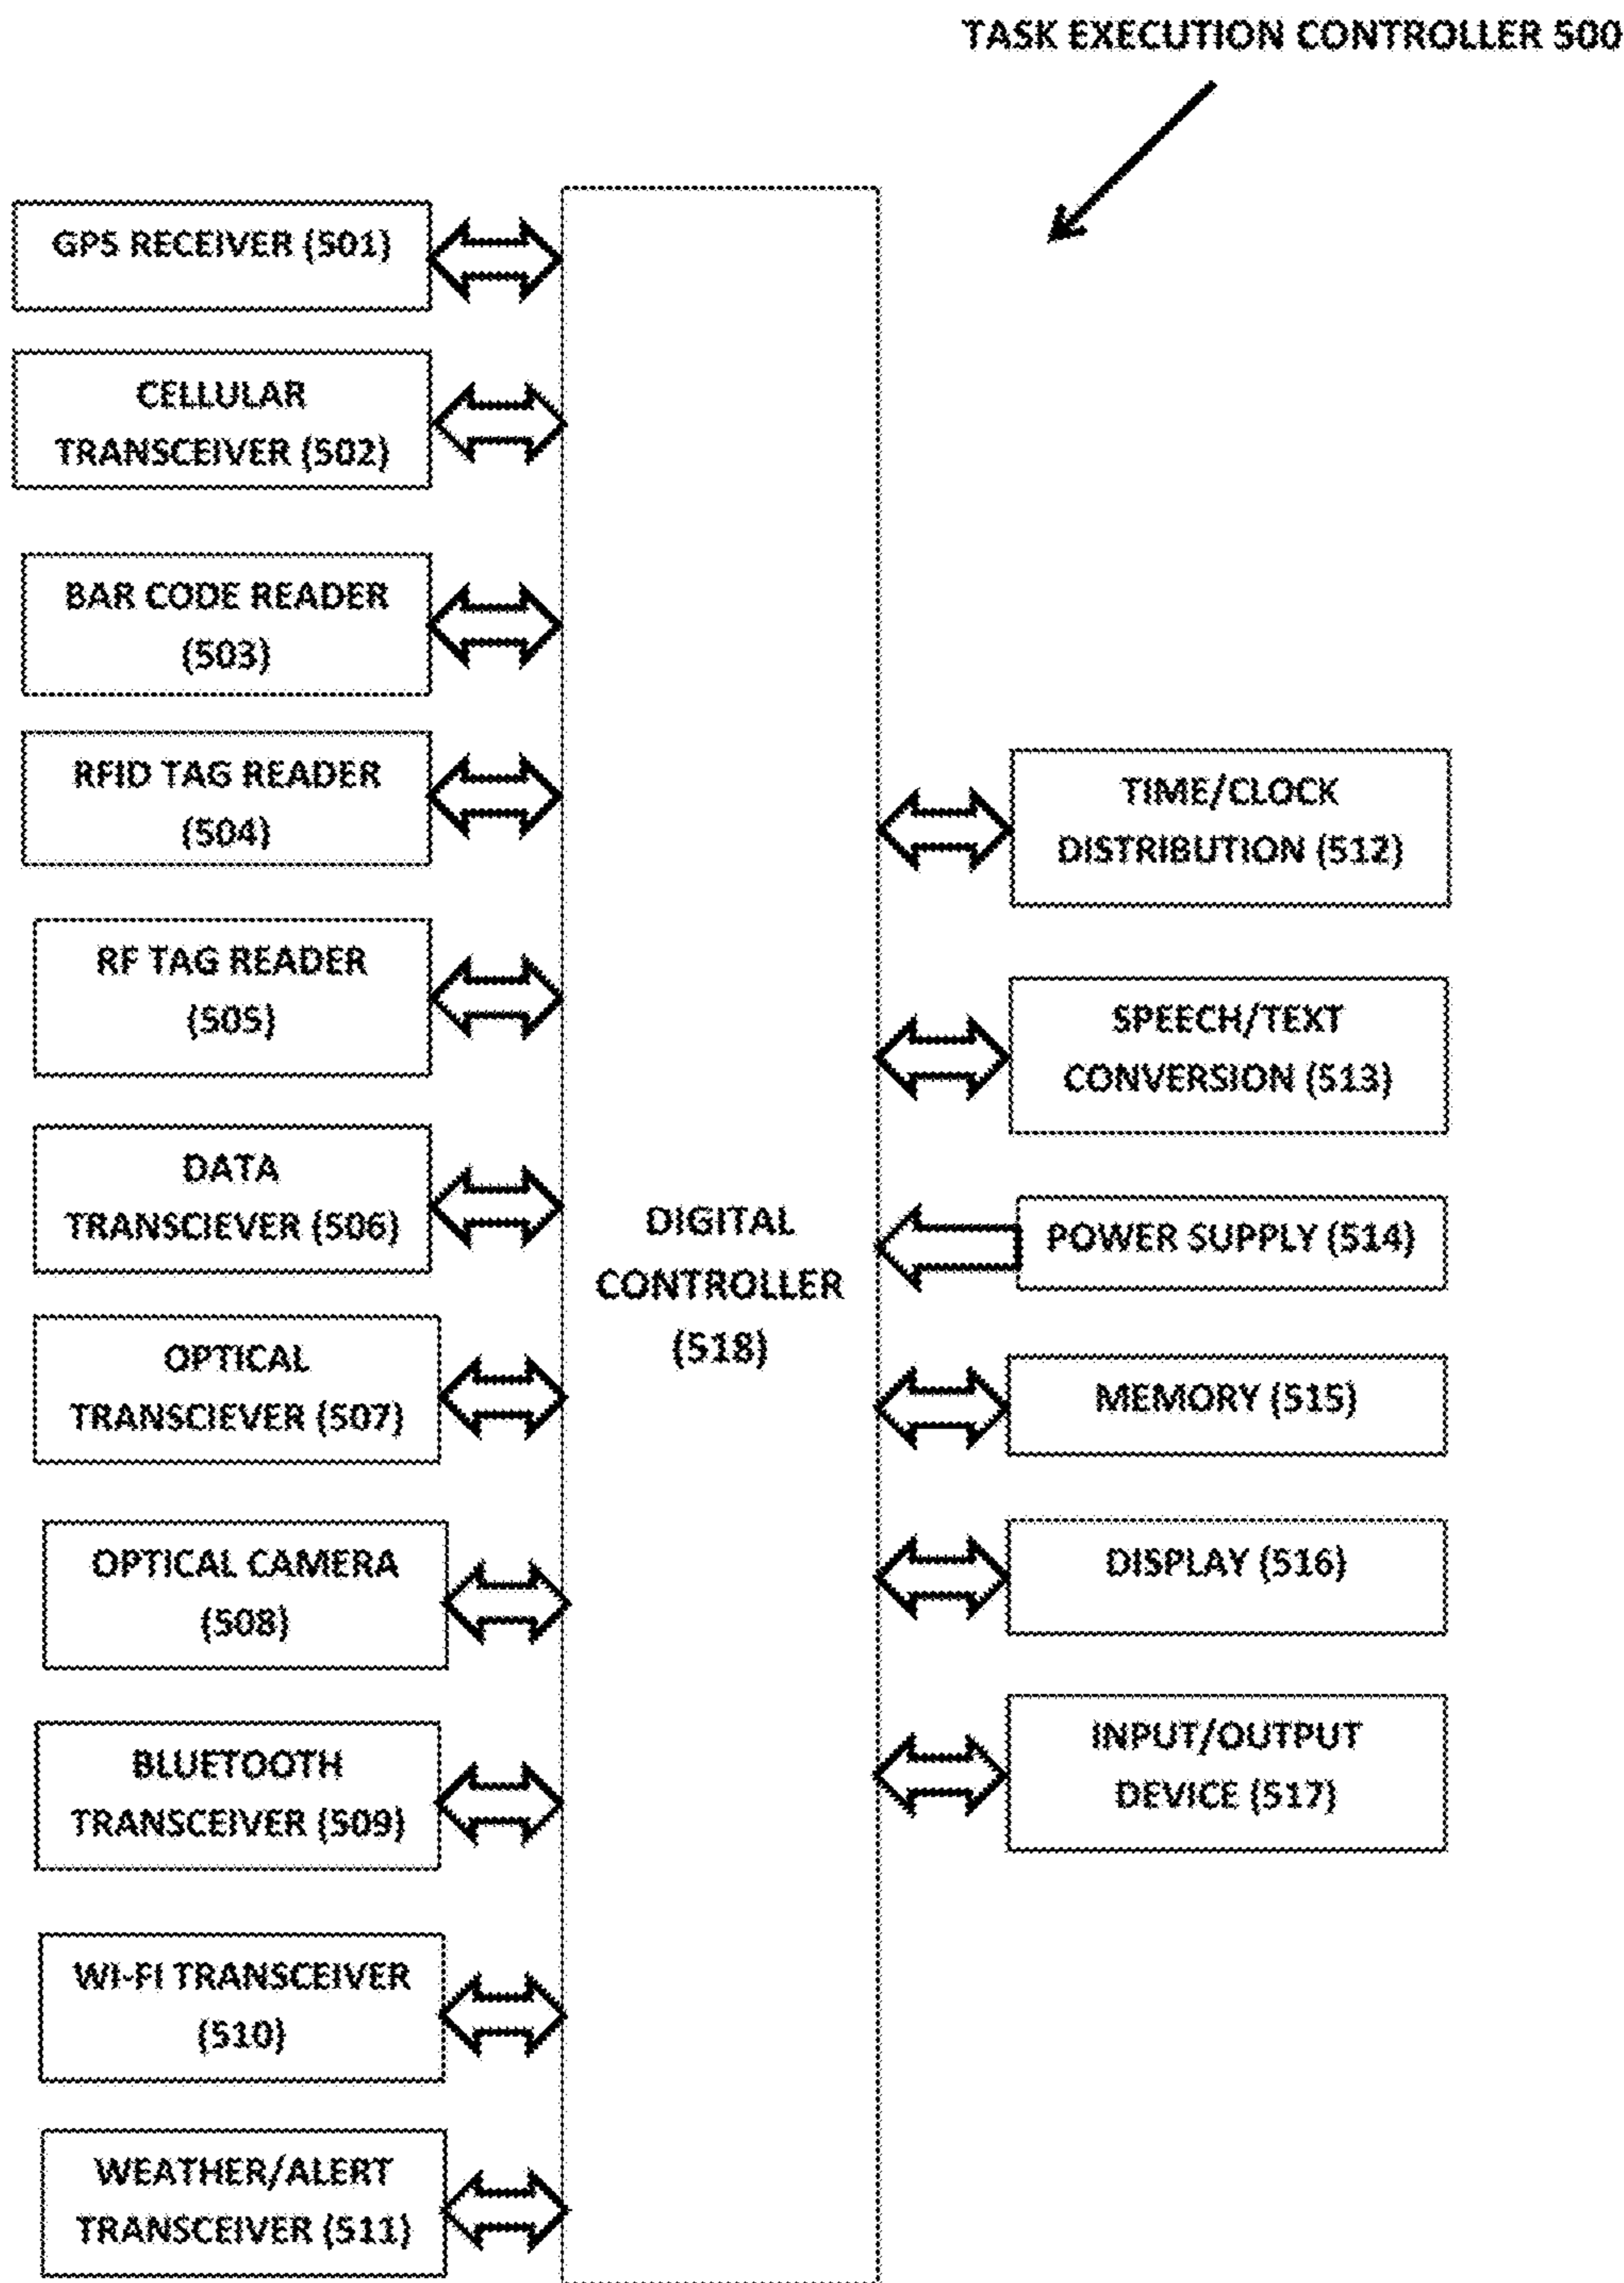 TASK EXECUTION CONTROLLER 500
GPS RECEIVER (501)
CELLULAR
TRANSCEIVER (502)
BAR CODE READER
(503)
RFID TAG READER
(504)
RF TAG READER
(505)
DATA
TRANSCIEVER (506)
OPTICAL
TRANSCIEVER (507)
OPTICAL CAMERA
(508)
BLUETOOTH
TRANSCEIVER (509)
WI-FI TRANSCEIVER
(510)
WEATHER/ALERT
TRANSCEIVER (511)
DIGITAL
CONTROLLER
(518)
TIME/CLOCK
DISTRIBUTION (512)
SPEECH/TEXT
CONVERSION (513)
POWER SUPPLY (514)
MEMORY (515)
DISPLAY (516)
INPUT/OUTPUT
DEVICE (517)